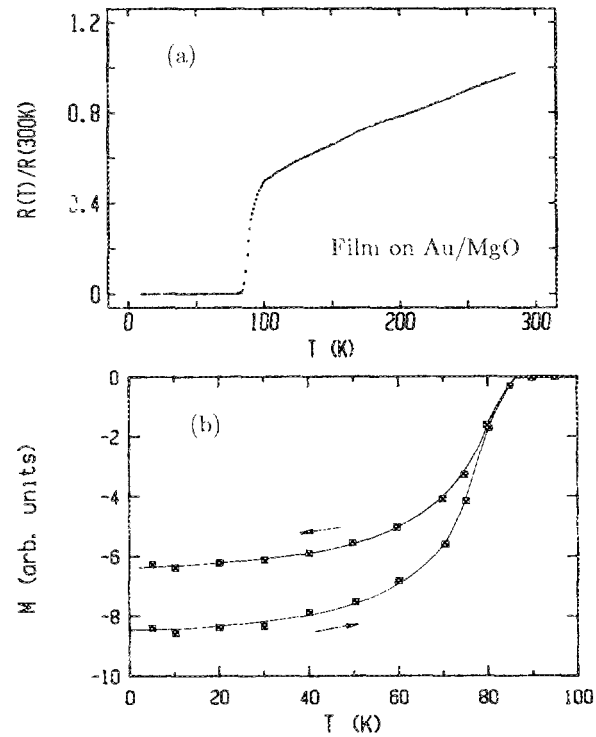 1.2
(a)
0.8
R(T)/R(300K)
0.4
Film on Au/MgO
0
0 100 200 300
T (K)
0
(b)
-2
-4
M (arb. units)
-6
-8
-10
0 20 40 60 80 100
T (K)